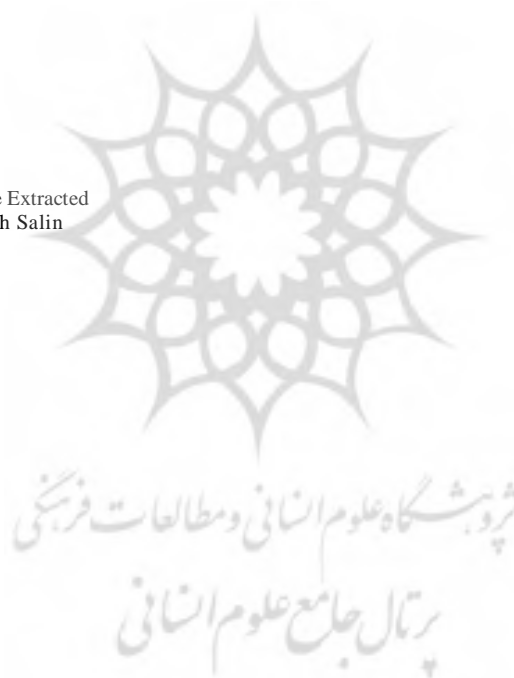 Extracted
h Salin
پژوهشگاه علوم انسانی و مطالعات فرهنگی
پرتال جامع علوم انسانی